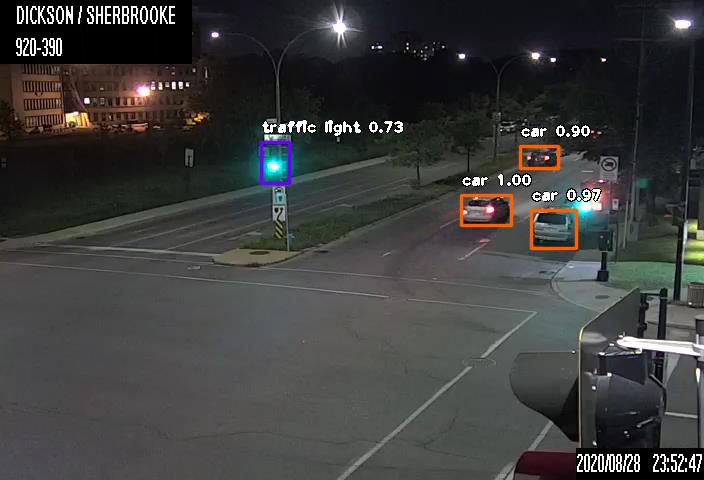 DICKSON / SHERBROOKE
920-390
traffic light 0.73
car 0.90
car 1.00
car 0.97
2020/08/28 23:52:47